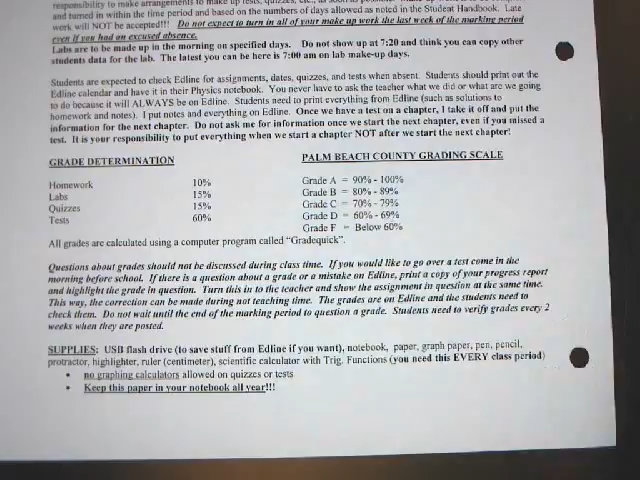 responsibility to make arrangements to make up tests, quizzes, etc., as soon as possible.
and turned in within the time period and based on the numbers of days allowed as noted in the Student Handbook. Late
work will NOT be accepted!!! Do not expect to turn in all of your make up work the last week of the marking period
even if you had an excused absence.
Labs are to be made up in the morning on specified days. Do not show up at 7:20 and think you can copy other
students data for the lab. The latest you can be here is 7:00 am on lab make-up days.
Students are expected to check Edline for assignments, dates, quizzes, and tests when absent. Students should print out the
Edline calendar and have it in their Physics notebook. You never have to ask the teacher what we did or what are we going
to do because it will ALWAYS be on Edline. Students need to print everything from Edline (such as solutions to
homework and notes). I put notes and everything on Edline. Once we have a test on a chapter, I take it off and put the
information for the next chapter. Do not ask me for information once we start the next chapter, even if you missed a
test. It is your responsibility to put everything when we start a chapter NOT after we start the next chapter!
GRADE DETERMINATION
Homework 10%
Labs 15%
Quizzes 15%
Tests 60%
PALM BEACH COUNTY GRADING SCALE
Grade A = 90% - 100%
Grade B = 80% - 89%
Grade C = 70% - 79%
Grade D = 60% - 69%
Grade F = Below 60%
All grades are calculated using a computer program called "Gradequick".
Questions about grades should not be discussed during class time. If you would like to go over a test come in the
morning before school. If there is a question about a grade or a mistake on Edline, print a copy of your progress report
and highlight the grade in question. Turn this in to the teacher and show the assignment in question at the same time.
This way, the correction can be made during not teaching time. The grades are on Edline and the students need to
check them. Do not wait until the end of the marking period to question a grade. Students need to verify grades every 2
weeks when they are posted.
SUPPLIES: USB flash drive (to save stuff from Edline if you want), notebook, paper, graph paper, pen, pencil,
protractor, highlighter, ruler (centimeter), scientific calculator with Trig. Functions (you need this EVERY class period)
• no graphing calculators allowed on quizzes or tests
• Keep this paper in your notebook all year!!!